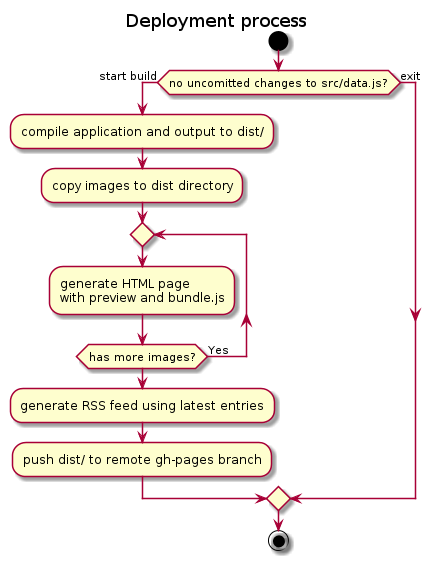 Deployment process
start build
no uncomitted changes to src/data.js?
exit
compile application and output to dist/
copy images to dist directory
generate HTML page
with preview and bundle.js
has more images?
Yes
generate RSS feed using latest entries
push dist/ to remote gh-pages branch